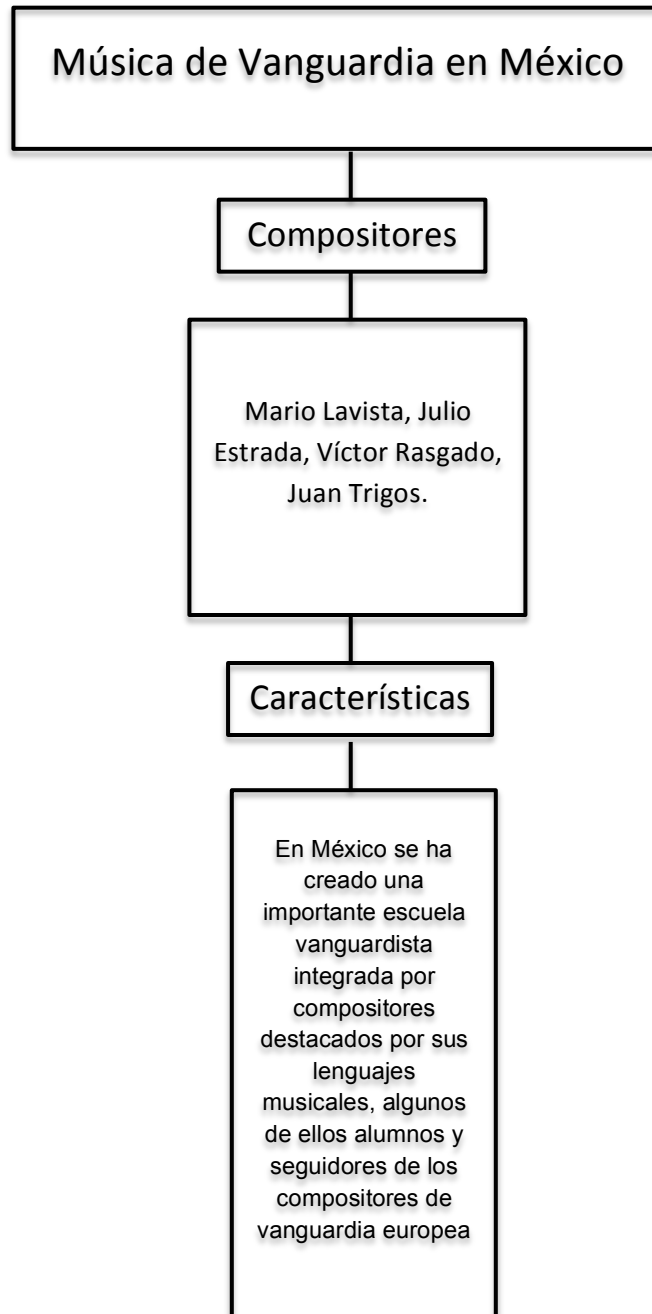 Música de Vanguardia en México
Compositores
Mario Lavista, Julio
Estrada, Víctor Rasgado,
Juan Trigos.
Característícas
En México se ha
creado una
importante escuela
vanguardista
integrada por
compositores
destacados por sus
lenguajes
musicales, algunos
de ellos alumnos y
seguidores de los
compositores de
vanguardia europea